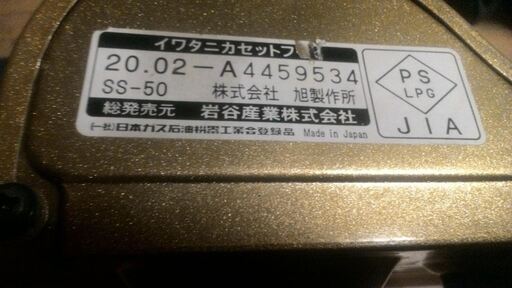 イワタニカセットフ
20.02-A4459534
SS-50 株式会社 旭製作所
総発売元 岩谷産業株式会社
(一社)日本ガス石油機器工業会登録品 Made in Japan
PS
LPG
JIA